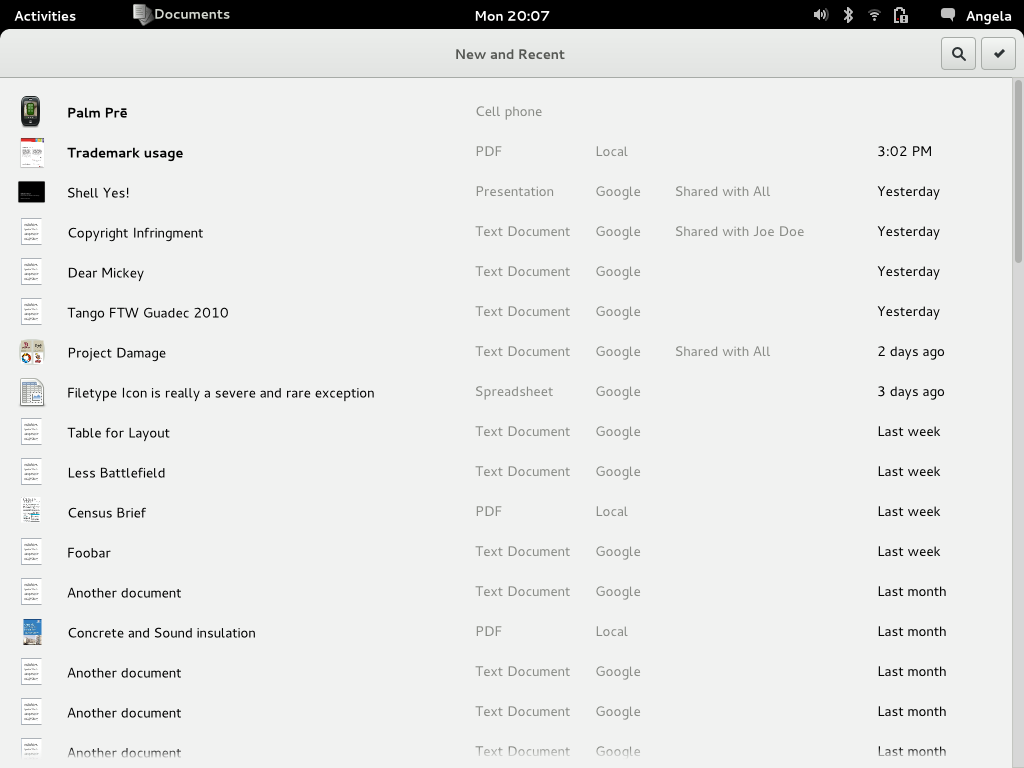 Activities Documents Mon 20:07 Angela
New and Recent
Palm Prē Cell phone
Trademark usage PDF Local 3:02 PM
Shell Yes! Presentation Google Shared with All Yesterday
Copyright Infringment Text Document Google Shared with Joe Doe Yesterday
Dear Mickey Text Document Google Yesterday
Tango FTW Guadec 2010 Text Document Google Yesterday
Project Damage Text Document Google Shared with All 2 days ago
Filetype Icon is really a severe and rare exception Spreadsheet Google 3 days ago
Table for Layout Text Document Google Last week
Less Battlefield Text Document Google Last week
Census Brief PDF Local Last week
Foobar Text Document Google Last week
Another document Text Document Google Last month
Concrete and Sound insulation PDF Local Last month
Another document Text Document Google Last month
Another document Text Document Google Last month
Another document Text Document Google Last month